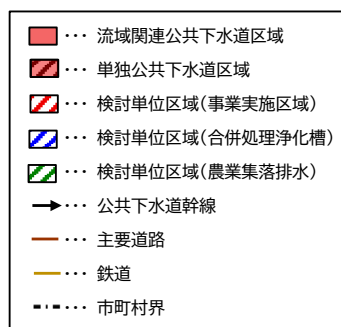 … 流域関連公共下水道区域
… 単独公共下水道区域
… 検討単位区域(事業実施区域)
… 検討単位区域(合併処理浄化槽)
… 検討単位区域(農業集落排水)
… 公共下水道幹線
… 主要道路
… 鉄道
… 市町村界